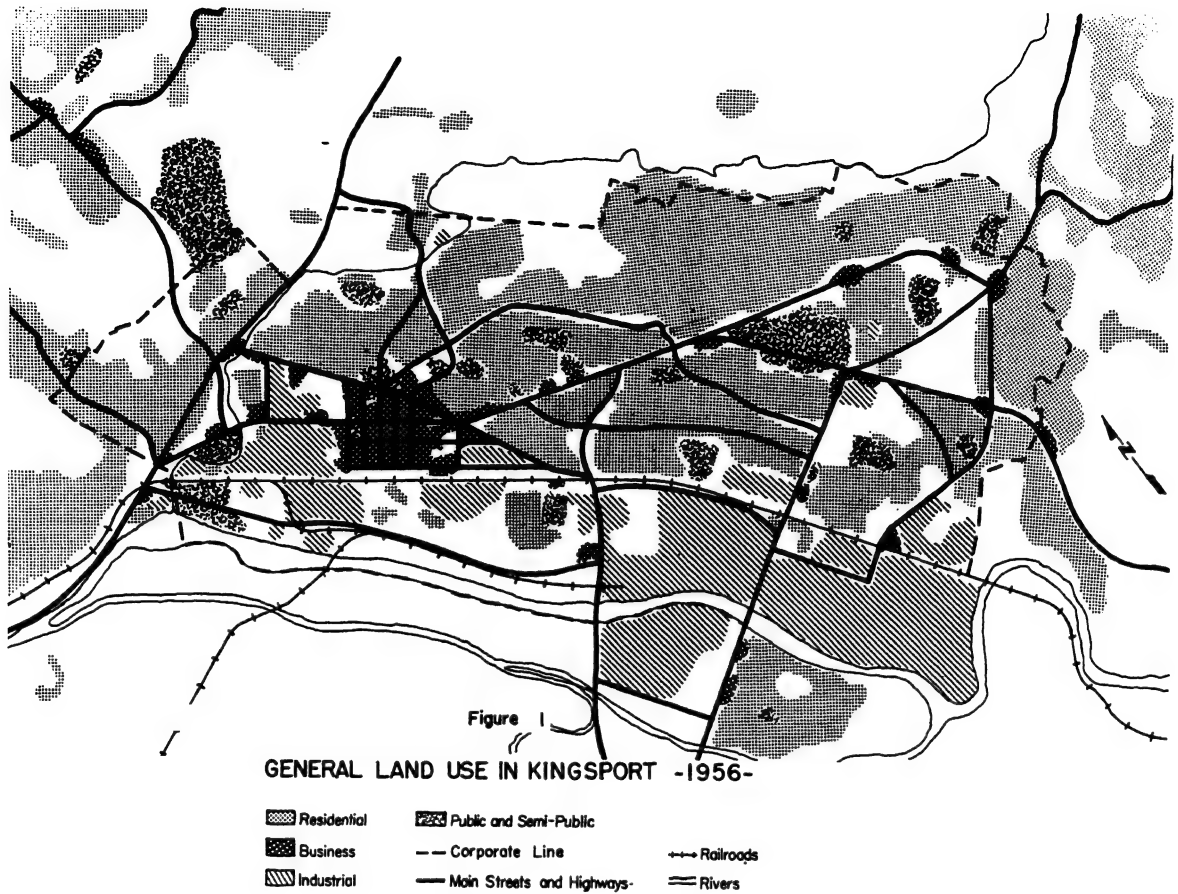 N
Figure 1
GENERAL LAND USE IN KINGSPORT -1956-
Residential
Public and Semi-Public
Business
Corporate Line
Railroads
Industrial
Main Streets and Highways-
Rivers